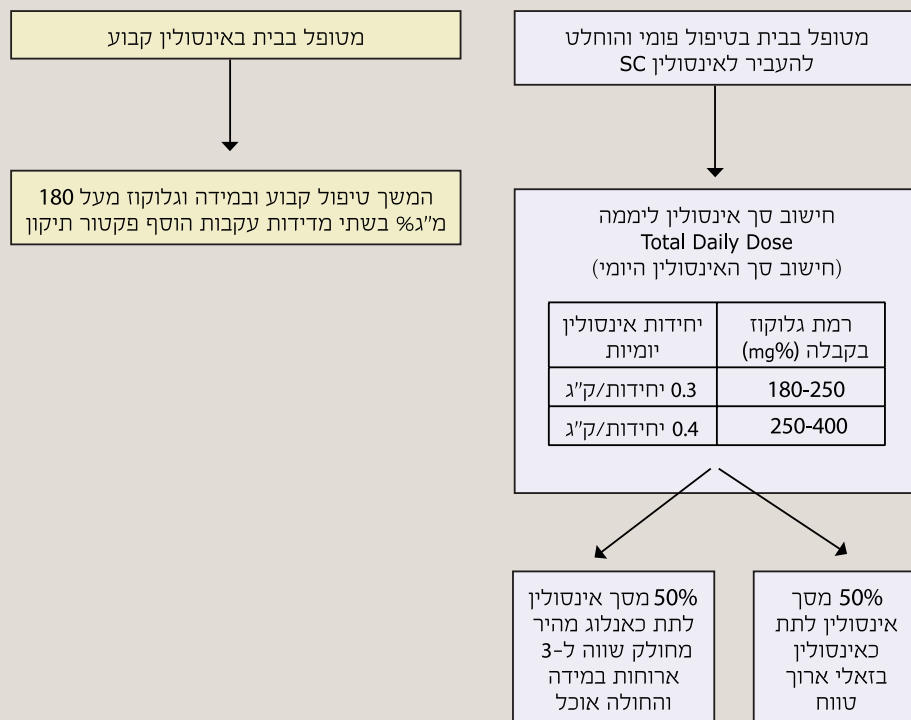 מטופל בבית בטיפול פומי והוחלט
להעביר לאינסולין SC
חישוב סך אינסולין ליממה
Total Daily Dose
(חישוב סך האינסולין היומי)
רמת גלוקוז
בקבלה (mg%)
יחידות אינסולין
יומיות
180-250
0.3 יחידות/ק"ג
250-400
0.4 יחידות/ק"ג
50% מסך
אינסולין לתת
כאינסולין
בזאלי ארוך
טווח
50% מסך אינסולין
לתת כאנלוג מהיר
מחולק שווה ל-3
ארוחות במידה
והחולה אוכל
מטופל בבית באינסולין קבוע
המשך טיפול קבוע ובמידה וגלוקוז מעל 180
מ"ג% בשתי מדידות עקבות הוסף פקטור תיקון